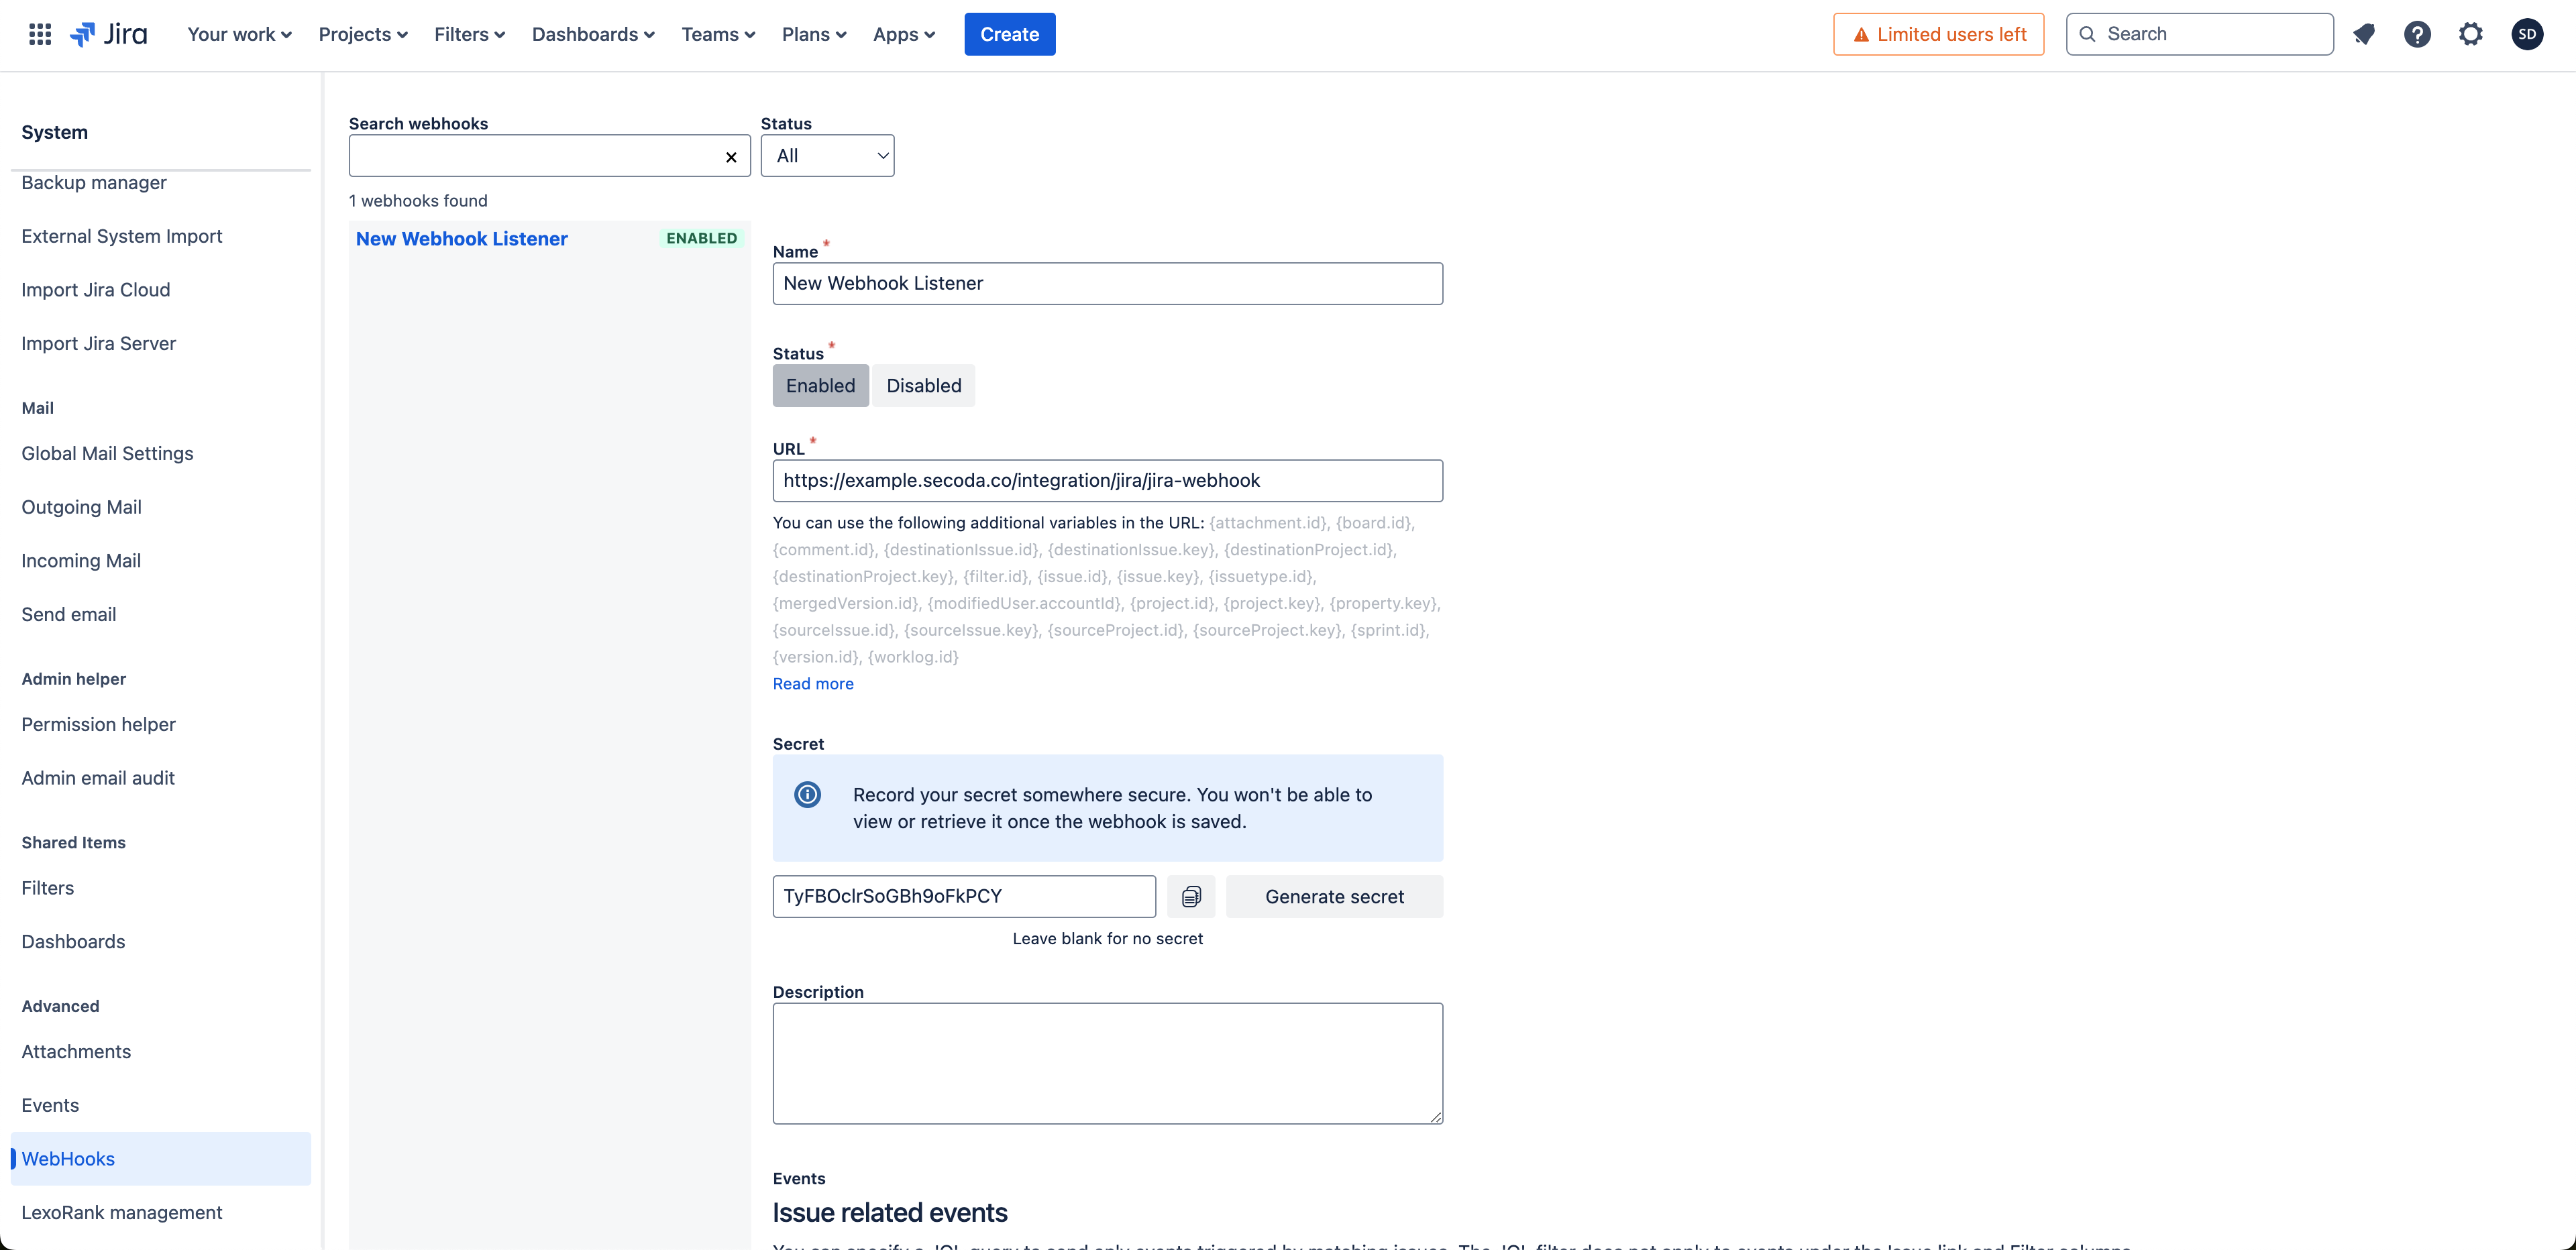 Jira
Your work
Projects
Filters
Dashboards
Teams
Plans
Apps
Create
Limited users left
Search
SD
System
Backup manager
External System Import
Import Jira Cloud
Import Jira Server
Mail
Global Mail Settings
Outgoing Mail
Incoming Mail
Send email
Admin helper
Permission helper
Admin email audit
Shared Items
Filters
Dashboards
Advanced
Attachments
Events
WebHooks
LexoRank management
Search webhooks
Status
All
1 webhooks found
New Webhook Listener
ENABLED
Name *
New Webhook Listener
Status *
Enabled
Disabled
URL *
https://example.secoda.co/integration/jira/jira-webhook
You can use the following additional variables in the URL: {attachment.id}, {board.id},
{comment.id}, {destinationIssue.id}, {destinationIssue.key}, {destinationProject.id},
{destinationProject.key}, {filter.id}, {issue.id}, {issue.key}, {issuetype.id},
{mergedVersion.id}, {modifiedUser.accountId}, {project.id}, {project.key}, {property.key},
{sourceIssue.id}, {sourceIssue.key}, {sourceProject.id}, {sourceProject.key}, {sprint.id},
{version.id}, {worklog.id}
Read more
Secret
Record your secret somewhere secure. You won't be able to
view or retrieve it once the webhook is saved.
TyFBOclrSoGBh9oFkPCY
Generate secret
Leave blank for no secret
Description
Events
Issue related events